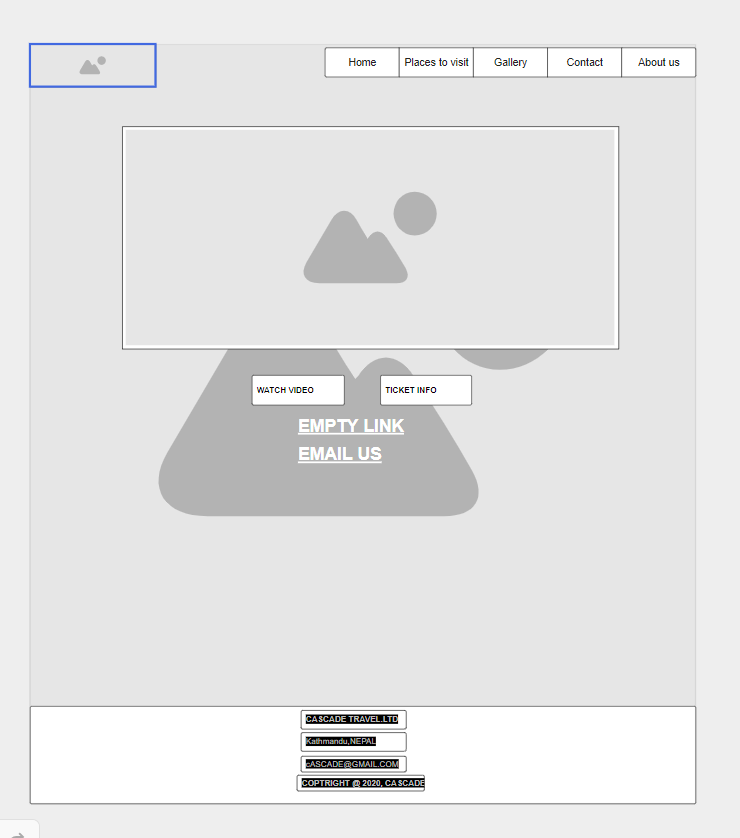 Home
Places to visit
Gallery
Contact
About us
WATCH VIDEO
TICKET INFO
EMPTY LINK
EMAIL US
CASCADE TRAVEL.LTD
Kathmandu,NEPAL
cASCADE@GMAIL.COM
COPTRIGHT @ 2020, CASCADE